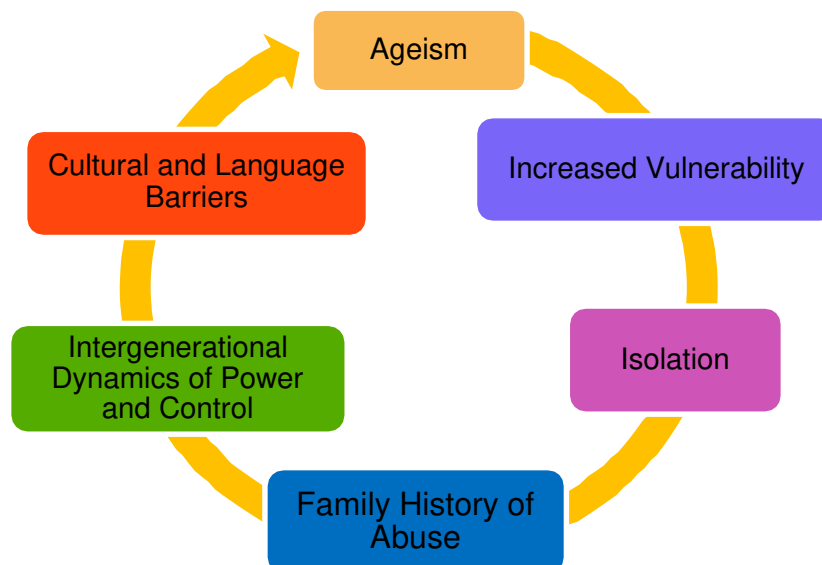 Ageism
Increased Vulnerability
Isolation
Family History of
Abuse
Intergenerational
Dynamics of Power
and Control
Cultural and Language
Barriers